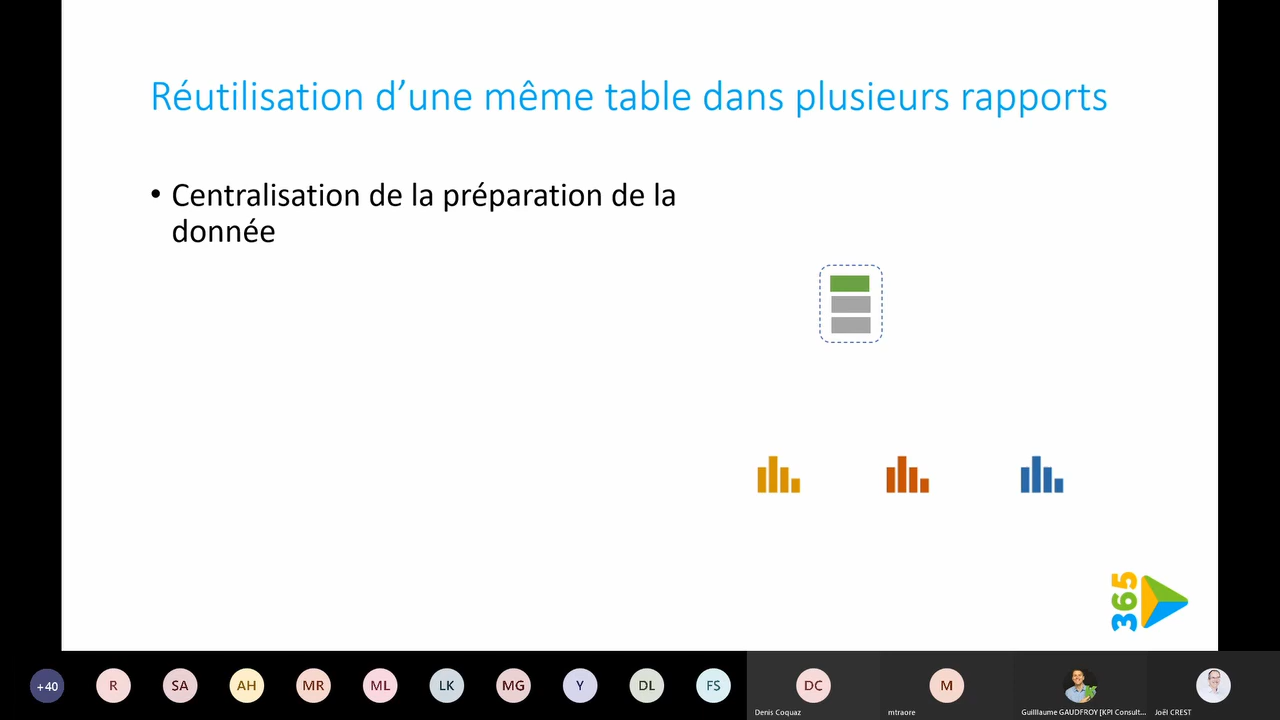 Réutilisation d’une même table dans plusieurs rapports
• Centralisation de la préparation de la
donnée
365
+40
R
SA
AH
MR
ML
LK
MG
Y
DL
FS
DC
M
Denis Coquaz
mtraore
Guilllaume GAUDFROY [KPI Consult...
Joël CREST